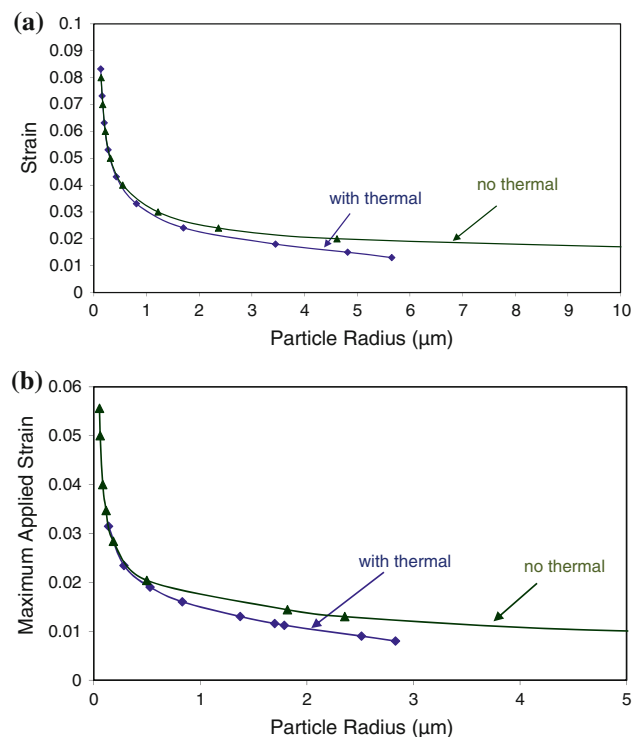 (a)
0.1
0.09
0.08
0.07
0.06
0.05
0.04
0.03
0.02
0.01
0
Strain
no thermal
with thermal
0 1 2 3 4 5 6 7 8 9 10
Particle Radius (µm)
(b)
0.06
0.05
0.04
0.03
0.02
0.01
0
Maximum Applied Strain
with thermal
no thermal
0 1 2 3 4 5
Particle Radius (µm)